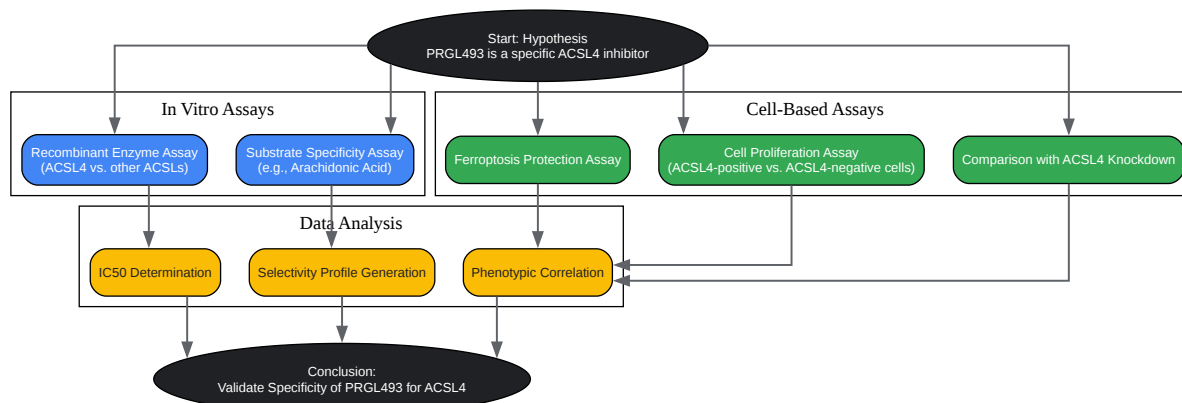 Start: Hypothesis
PRGL493 is a specific ACSL4 inhibitor
In Vitro Assays
Cell-Based Assays
Recombinant Enzyme Assay
(ACSL4 vs. other ACSLs)
Substrate Specificity Assay
(e.g., Arachidonic Acid)
Ferroptosis Protection Assay
Cell Proliferation Assay
(ACSL4-positive vs. ACSL4-negative cells)
Comparison with ACSL4 Knockdown
Data Analysis
IC50 Determination
Selectivity Profile Generation
Phenotypic Correlation
Conclusion:
Validate Specificity of PRGL493 for ACSL4